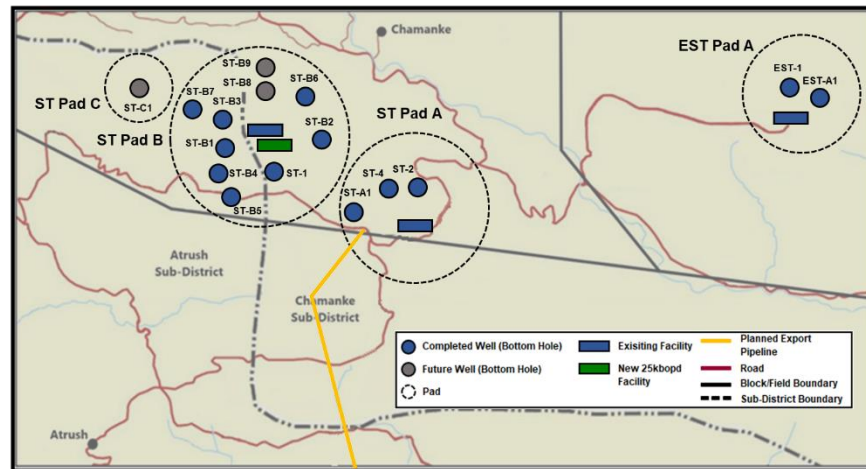 Chamanke
EST Pad A
ST-B9
EST-1
ST-B8
ST-B6
EST-A1
ST-C1
ST-B7
ST Pad C
ST-B3
ST Pad A
ST Pad B
ST-B2
ST-B1
ST-4
ST-2
ST-B4
ST-1
ST-A1
ST-B5
Atrush
Sub-District
Chamanke
Sub-District
Completed Well (Bottom Hole)
Future Well (Bottom Hole)
Pad
Exisiting Facility
New 25kbopd
Facility
Planned Export
Pipeline
Road
Block/Field Boundary
Sub-District Boundary
Atrush